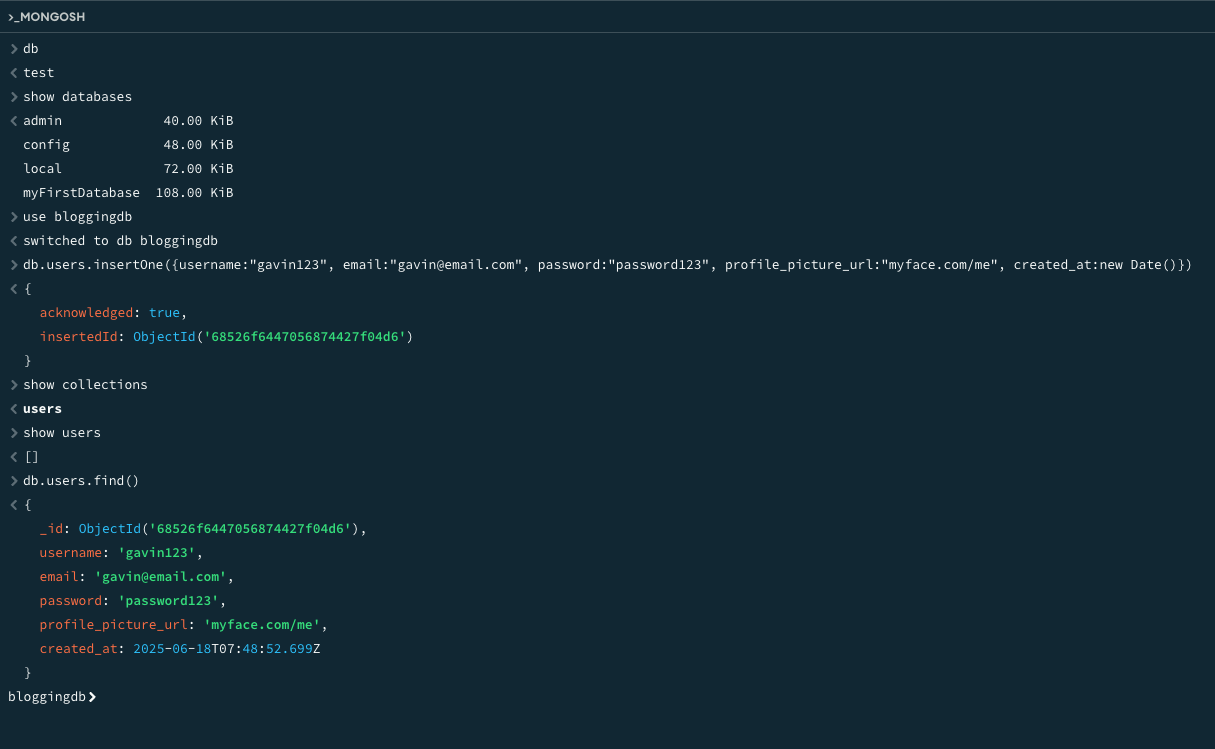 >_MONGOSH
> db
< test
> show databases
< admin 40.00 KiB
config 48.00 KiB
local 72.00 KiB
myFirstDatabase 108.00 KiB
> use bloggingdb
< switched to db bloggingdb
> db.users.insertOne({username:"gavin123", email:"gavin@email.com", password:"password123", profile_picture_url:"myface.com/me", created_at:new Date()})
< {
acknowledged: true,
insertedId: ObjectId('68526f6447056874427f04d6')
}
> show collections
< users
> show users
< []
> db.users.find()
< {
_id: ObjectId('68526f6447056874427f04d6'),
username: 'gavin123',
email: 'gavin@email.com',
password: 'password123',
profile_picture_url: 'myface.com/me',
created_at: 2025-06-18T07:48:52.699Z
}
bloggingdb>